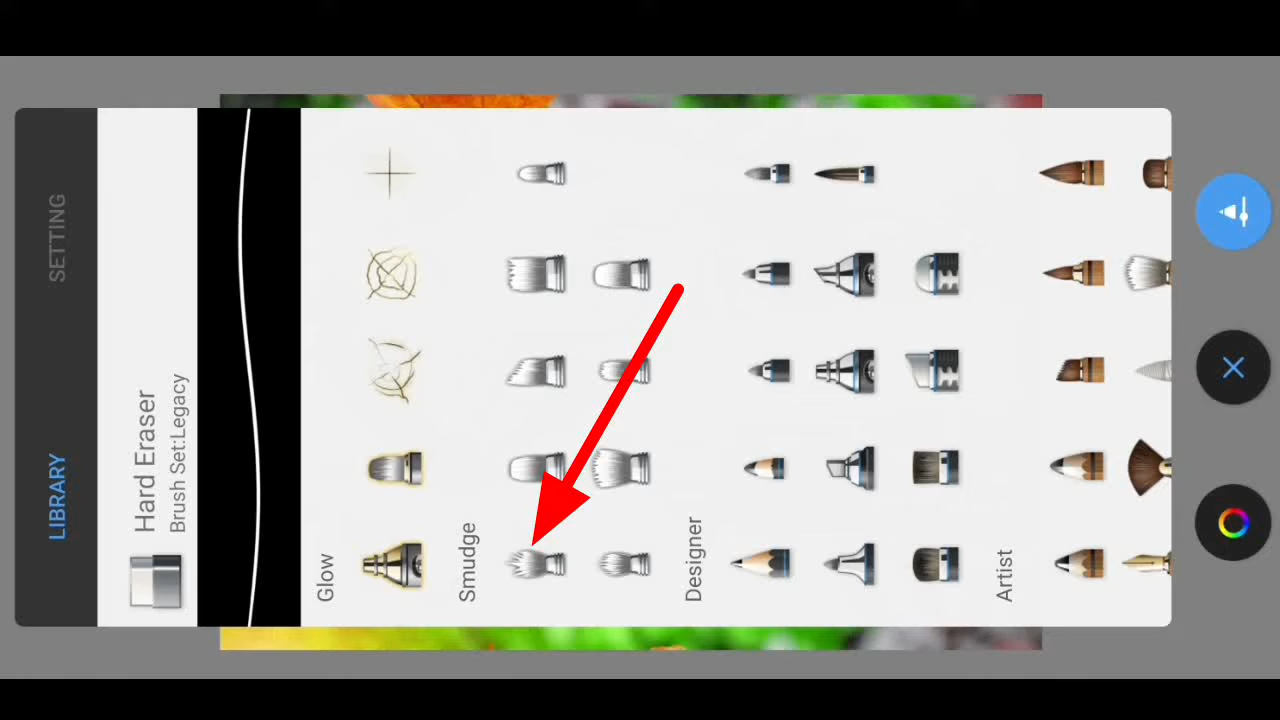 LIBRARY
SETTING
Hard Eraser
Brush Set:Legacy
Glow
Smudge
Designer
Artist